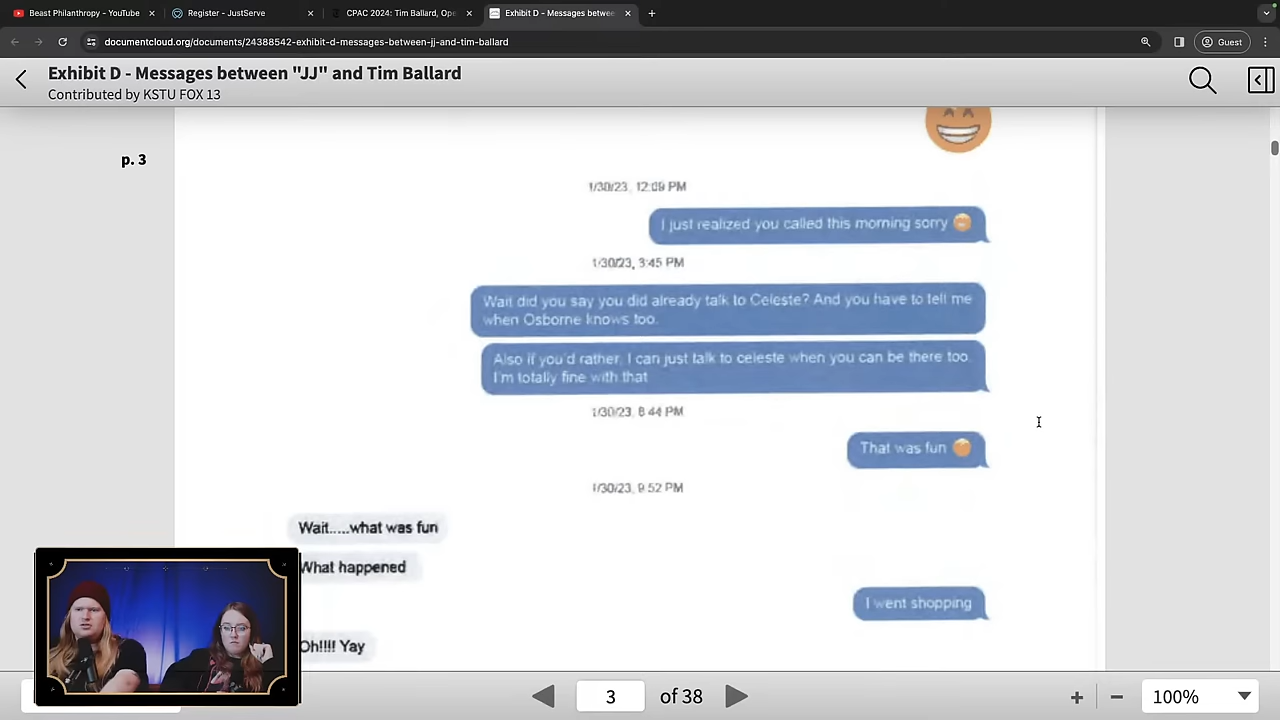 Beast Philanthropy - YouTube
Register - JustServe
CPAC 2024: Tim Ballard, Ope
Exhibit D - Messages betwee
documentcloud.org/documents/24388542-exhibit-d-messages-between-jj-and-tim-ballard
Guest
Exhibit D - Messages between "JJ" and Tim Ballard
Contributed by KSTU FOX 13
p. 3
1/30/23, 12:09 PM
I just realized you called this morning sorry
1/30/23, 3:45 PM
Wait did you say you did already talk to Celeste? And you have to tell me
when Osborne knows too.
Also if you'd rather, I can just talk to celeste when you can be there too.
I'm totally fine with that
1/30/23, 8:44 PM
That was fun
1/30/23, 9:52 PM
Wait.....what was fun
What happened
I went shopping
Oh!!!! Yay
3 of 38
100%